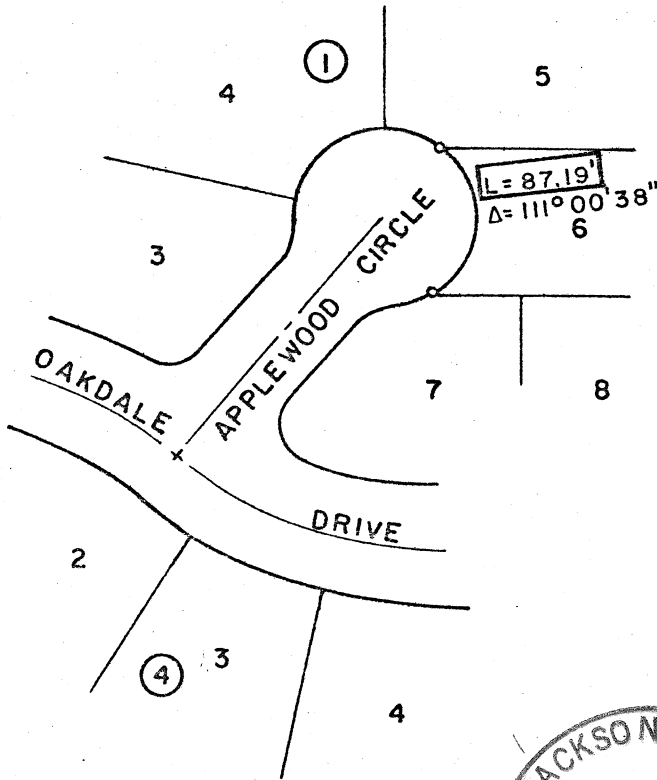 1
4
5
L = 87.19'
Δ= 111° 00' 38"
6
3
APPLEWOOD CIRCLE
OAKDALE DRIVE
7
8
2
4
3
4
ACKSON